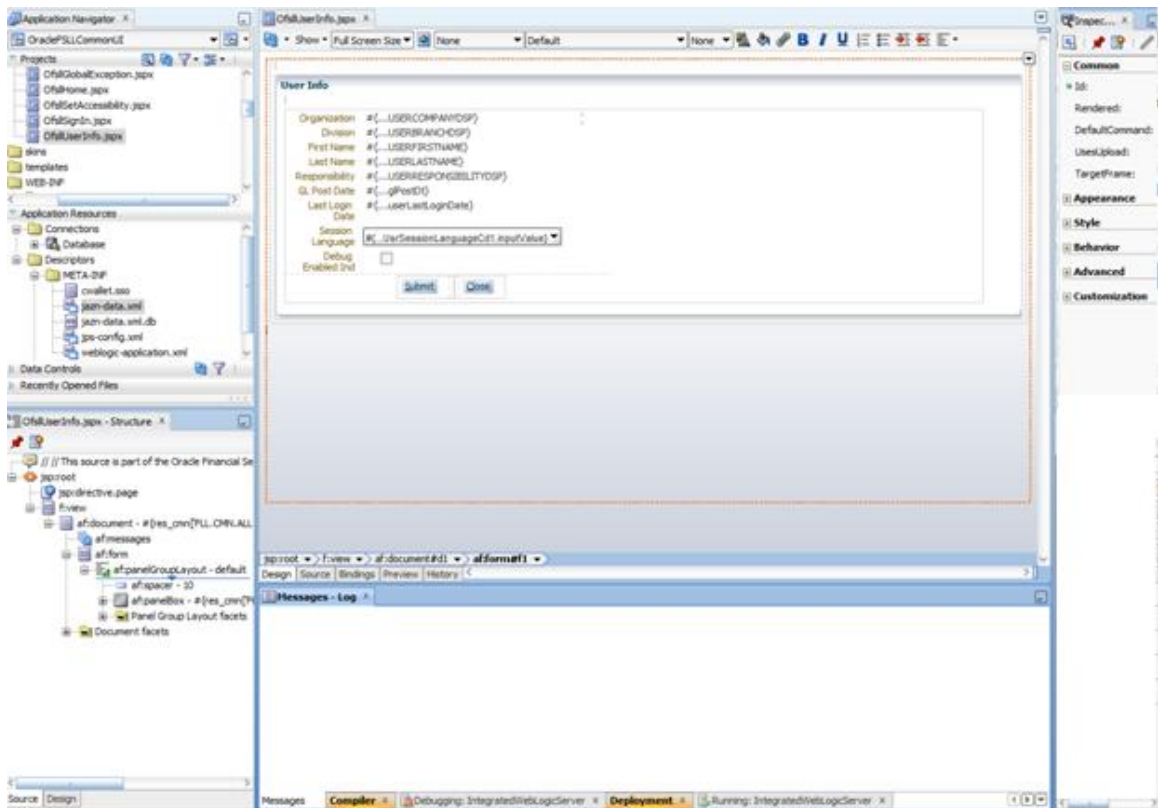 Application Navigator
OracleFSLLCommonUI
Projects
OfsllGlobalException.jspx
OfsllHome.jspx
OfsllSetAccessibility.jspx
OfsllSignIn.jspx
OfsllUserInfo.jspx
skins
templates
WEB-INF
Application Resources
Connections
Database
Descriptors
META-INF
cwallet.sso
jazn-data.xml
jazn-data.xml.db
jps-config.xml
weblogic-application.xml
Data Controls
Recently Opened Files
OfsllUserInfo.jspx - Structure
// // This source is part of the Oracle Financial Se
jsp:root
jsp:directive.page
f:view
af:document - #{res_cmn['FLL.CMN.ALL
af:messages
af:form
af:panelGroupLayout - default
af:spacer - 10
af:panelBox - #{res_cmn['
Panel Group Layout facets
Document facets
Source Design
OfsllUserInfo.jspx
Show Full Screen Size None Default None B I U
User Info
Organization #{...USERCOMPANYDSP}
Division #{...USERBRANCHDSP}
First Name #{...USERFIRSTNAME}
Last Name #{...USERLASTNAME}
Responsibility #{...USERRESPONSIBILITYDSP}
GL Post Date #{...glPostDt}
Last Login Date #{...userLastLoginDate}
Session Language #{...UsrSessionLanguageCd1.inputValue}
Debug Enabled Ind
Submit Close
jsp:root f:view af:document#d1 af:form#f1
Design Source Bindings Preview History
Messages - Log
Messages Compiler Debugging: IntegratedWebLogicServer Deployment Running: IntegratedWebLogicServer
Inspec...
Common
Id:
Rendered:
DefaultCommand:
UsesUpload:
TargetFrame:
Appearance
Style
Behavior
Advanced
Customization